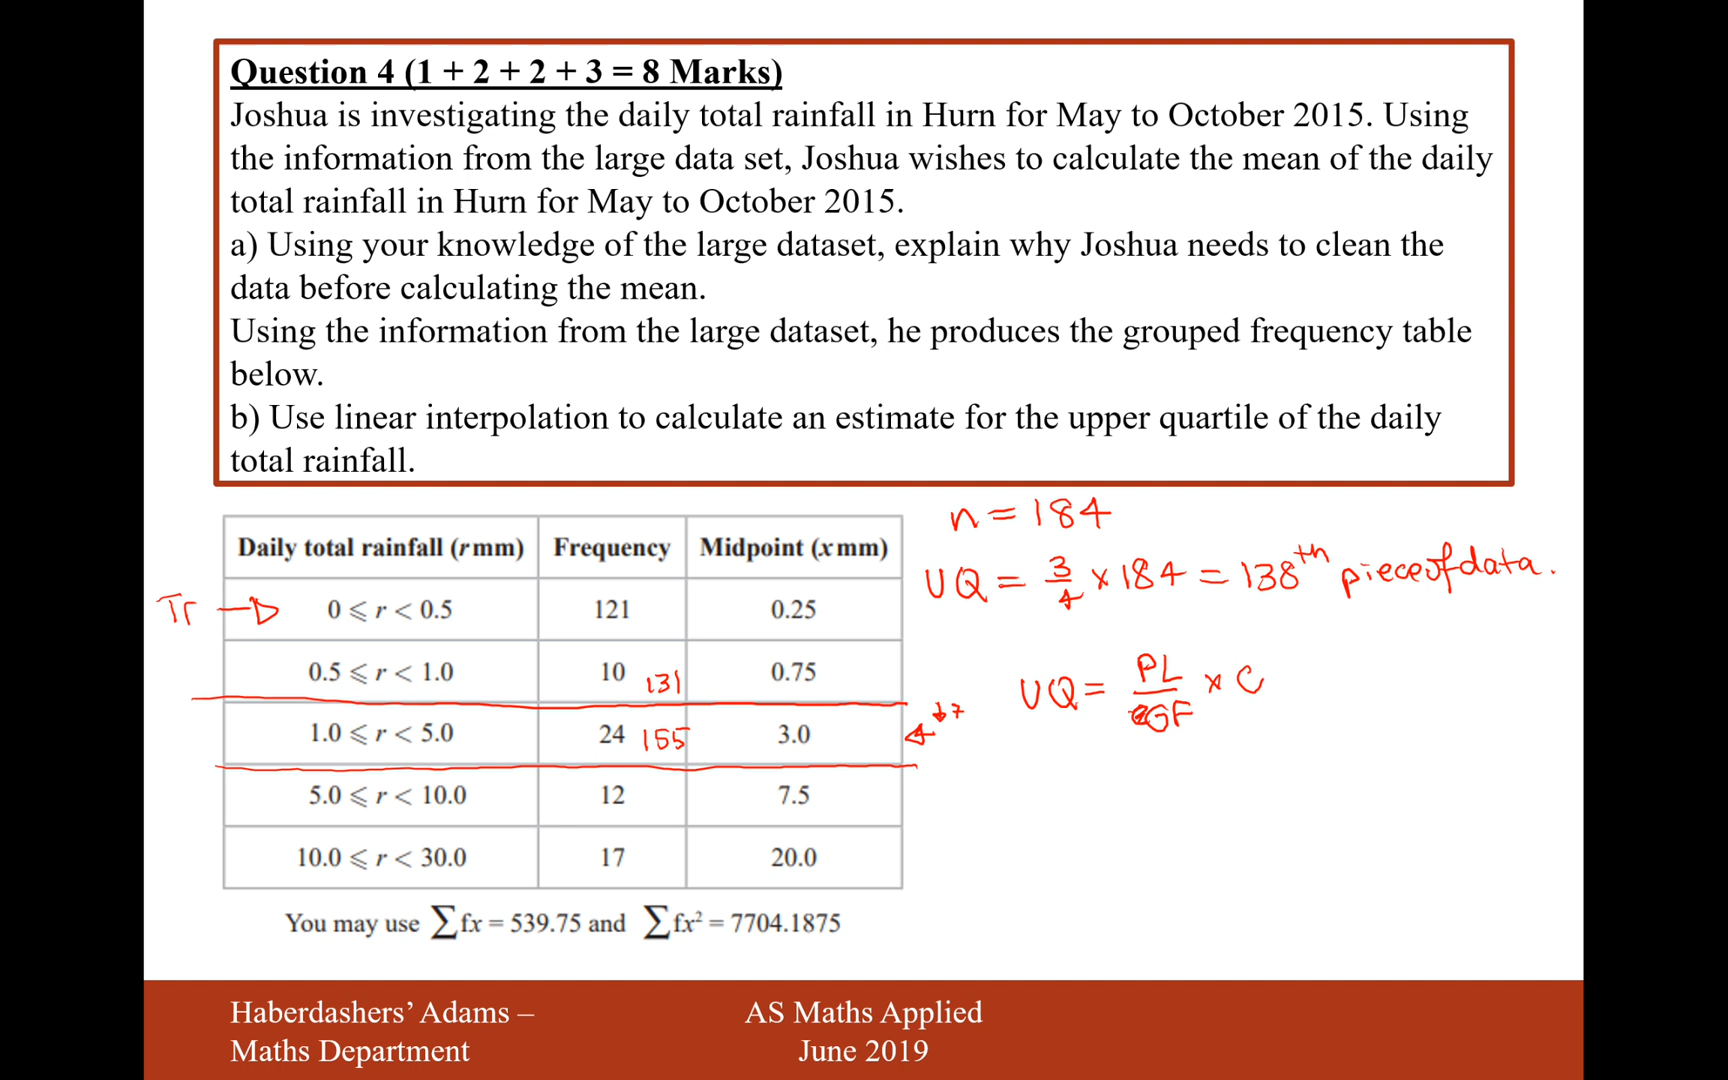 Question 4 (1 + 2 + 2 + 3 = 8 Marks)
Joshua is investigating the daily total rainfall in Hurn for May to October 2015. Using
the information from the large data set, Joshua wishes to calculate the mean of the daily
total rainfall in Hurn for May to October 2015.
a) Using your knowledge of the large dataset, explain why Joshua needs to clean the
data before calculating the mean.
Using the information from the large dataset, he produces the grouped frequency table
below.
b) Use linear interpolation to calculate an estimate for the upper quartile of the daily
total rainfall.
n = 184
UQ = 3/4 × 184 = 138th piece of data.
Daily total rainfall (r mm) Frequency Midpoint (x mm)
Tr → 0 ⩽ r < 0.5 121 0.25
0.5 ⩽ r < 1.0 10 131 0.75
UQ = PL/GF × C
1.0 ⩽ r < 5.0 24 155 3.0
5.0 ⩽ r < 10.0 12 7.5
10.0 ⩽ r < 30.0 17 20.0
You may use ∑fx = 539.75 and ∑fx² = 7704.1875
Haberdashers' Adams –
Maths Department
AS Maths Applied
June 2019